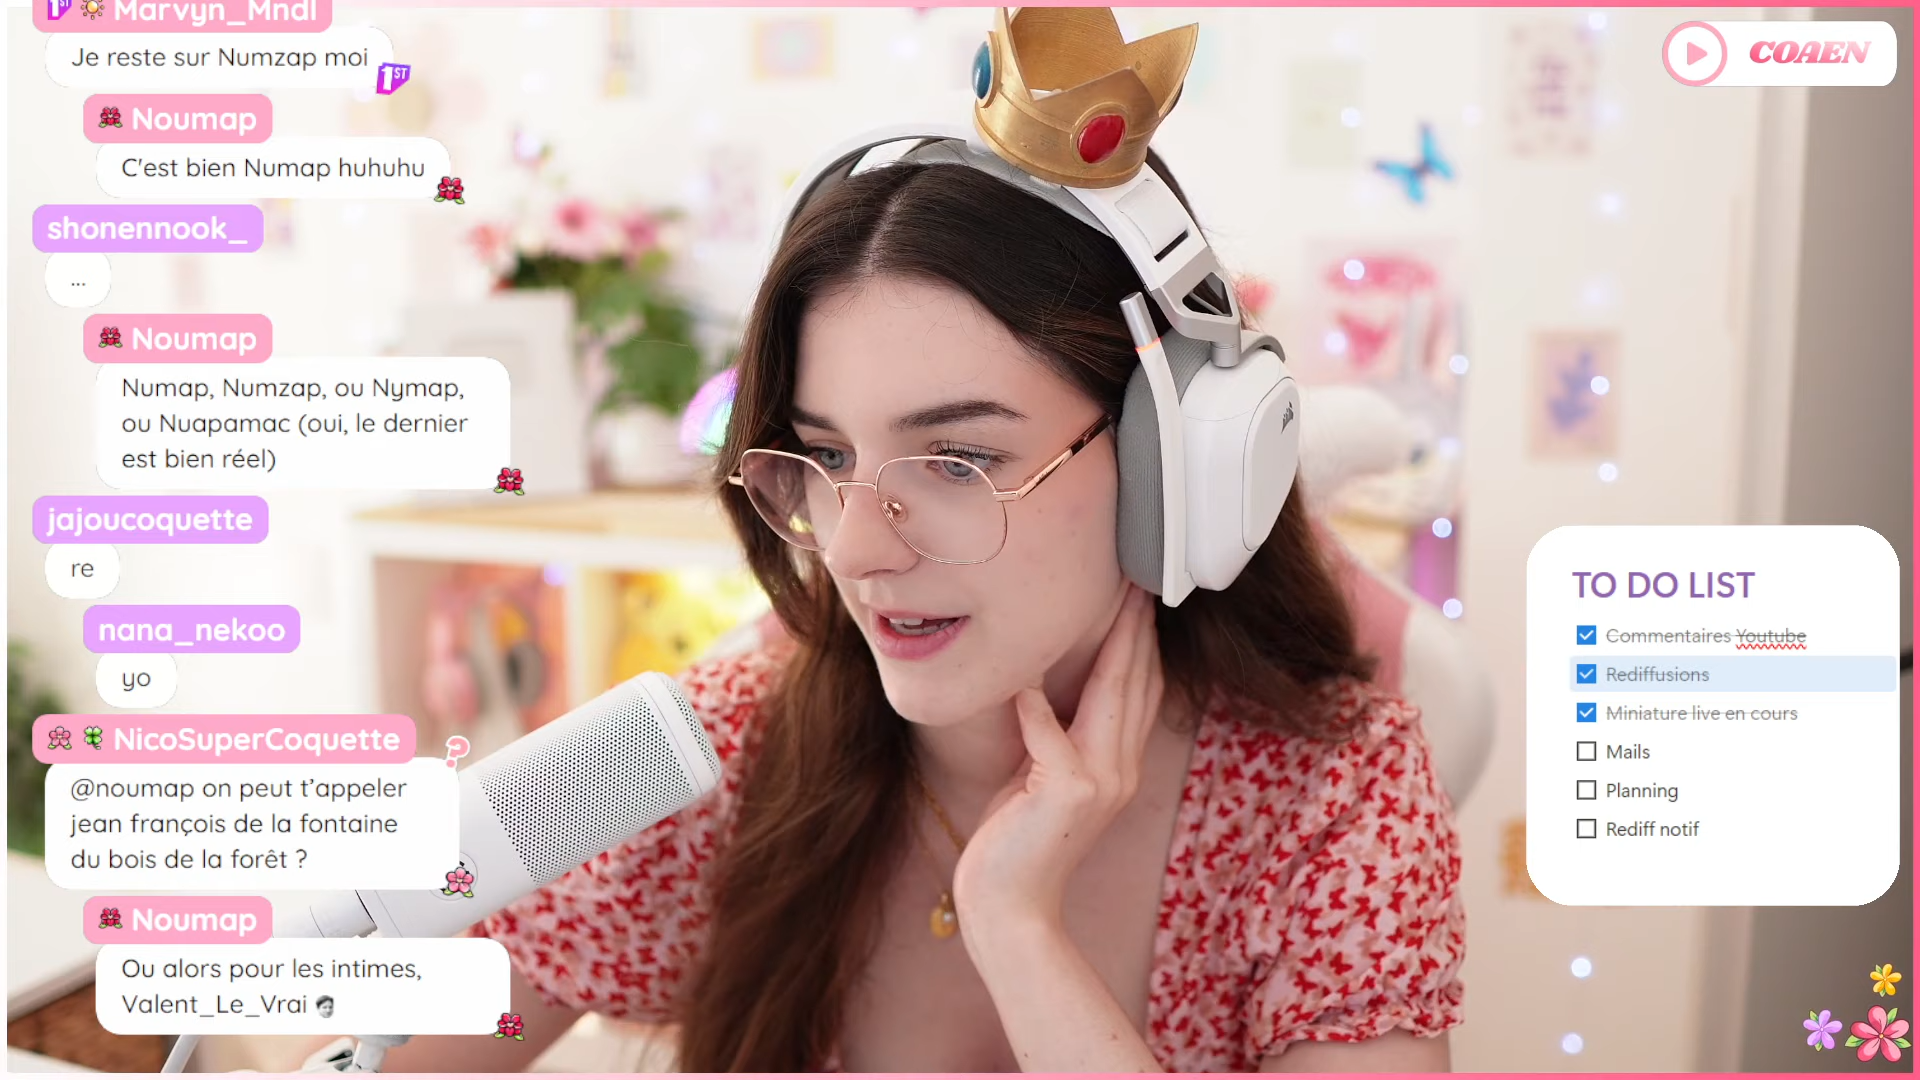 Marvyn_Mndl
Je reste sur Numzap moi
1ST
Noumap
C'est bien Numap huhuhu
shonennook_
...
Noumap
Numap, Numzap, ou Nymap,
ou Nuapamac (oui, le dernier
est bien réel)
jajoucoquette
re
nana_nekoo
yo
NicoSuperCoquette
@noumap on peut t’appeler
jean françois de la fontaine
du bois de la forêt ?
Noumap
Ou alors pour les intimes,
Valent_Le_Vrai
COAEN
TO DO LIST
Commentaires Youtube
Rediffusions
Miniature live en cours
Mails
Planning
Rediff notif